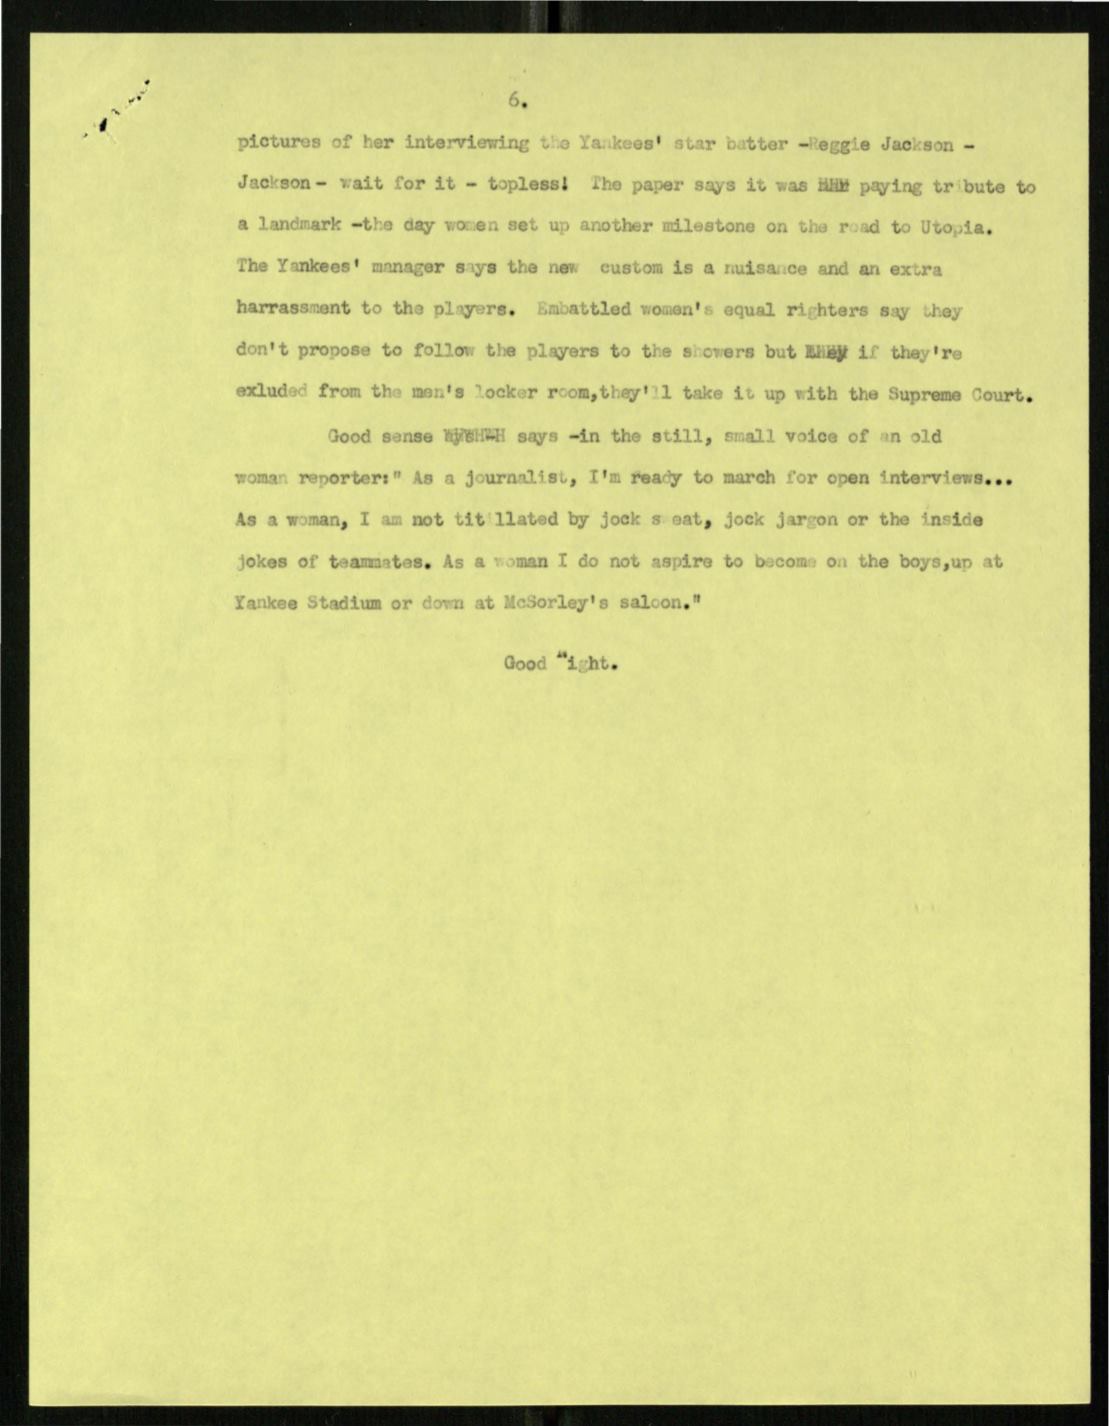 6.
pictures of her interviewing the Yankees' star batter -Reggie Jackson -
Jackson- wait for it - topless! The paper says it was paying tribute to
a landmark -the day women set up another milestone on the road to Utopia.
The Yankees' manager says the new custom is a nuisance and an extra
harrassment to the players. Embattled women's equal righters say they
don't propose to follow the players to the showers but if they're
exluded from the men's locker room,they'll take it up with the Supreme Court.
Good sense says -in the still, small voice of an old
woman reporter:" As a journalist, I'm ready to march for open interviews...
As a woman, I am not titillated by jock sweat, jock jargon or the inside
jokes of teammates. As a woman I do not aspire to become on the boys,up at
Yankee Stadium or down at McSorley's saloon."
Good Night.